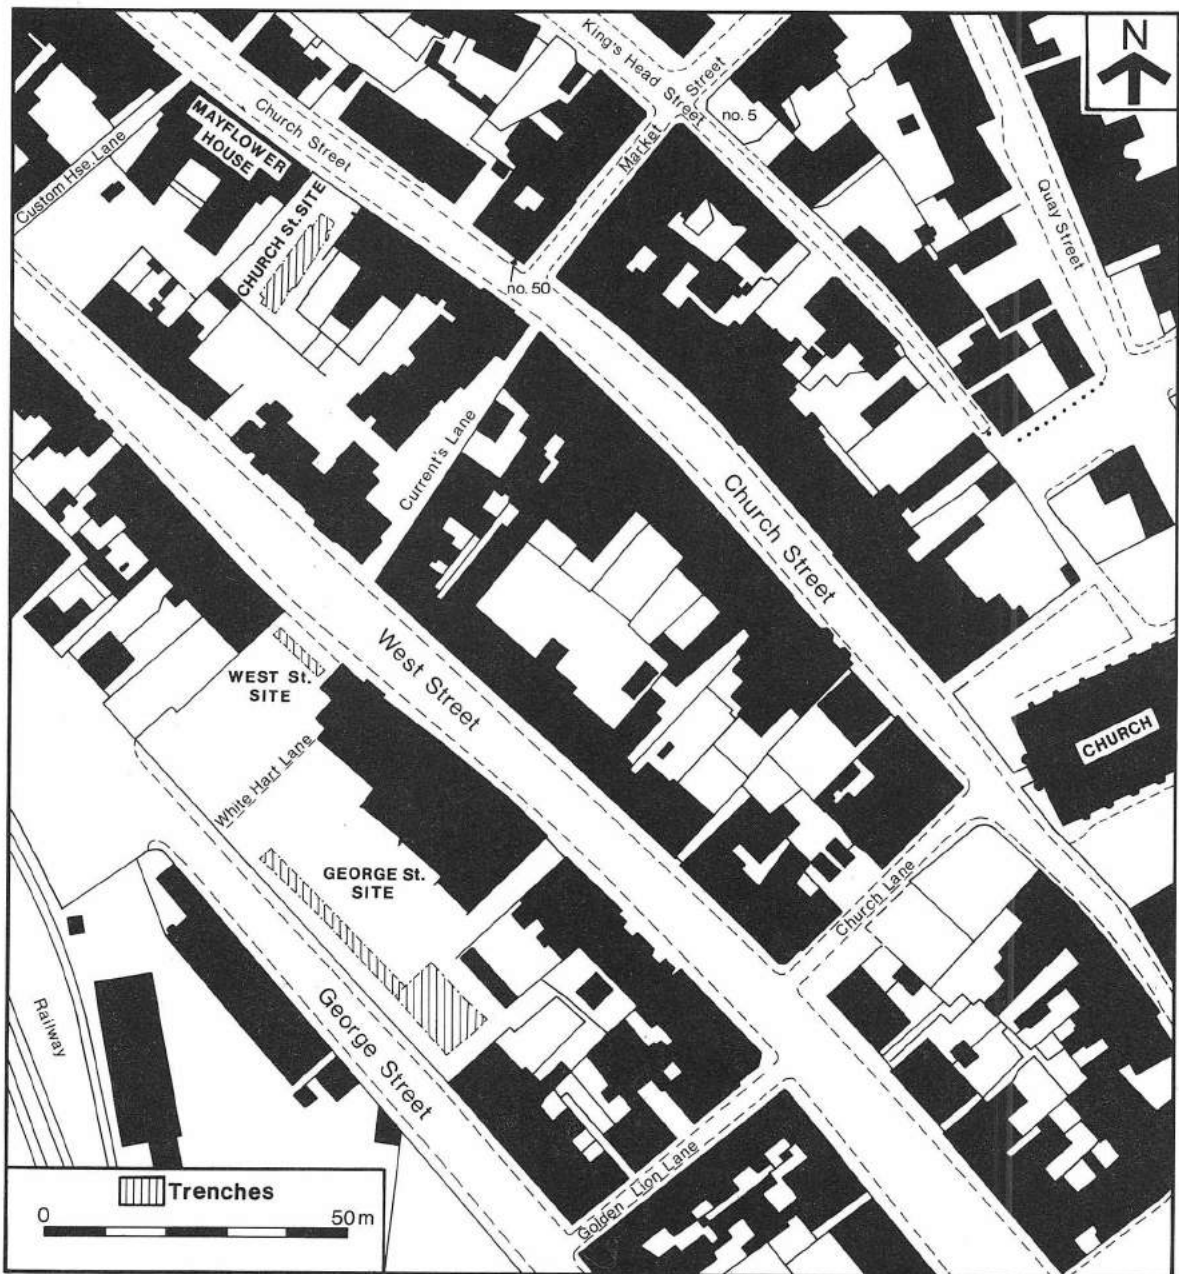 N
King's Head Street
Street
Market
no. 5
Church Street
MAYFLOWER
HOUSE
Custom Hse. Lane
CHURCH St. SITE
Quay Street
no. 50
Current's Lane
Church Street
West Street
WEST St.
SITE
White Hart Lane
CHURCH
GEORGE St.
SITE
Church Lane
George Street
Railway
Golden Lion Lane
Trenches
0 50m